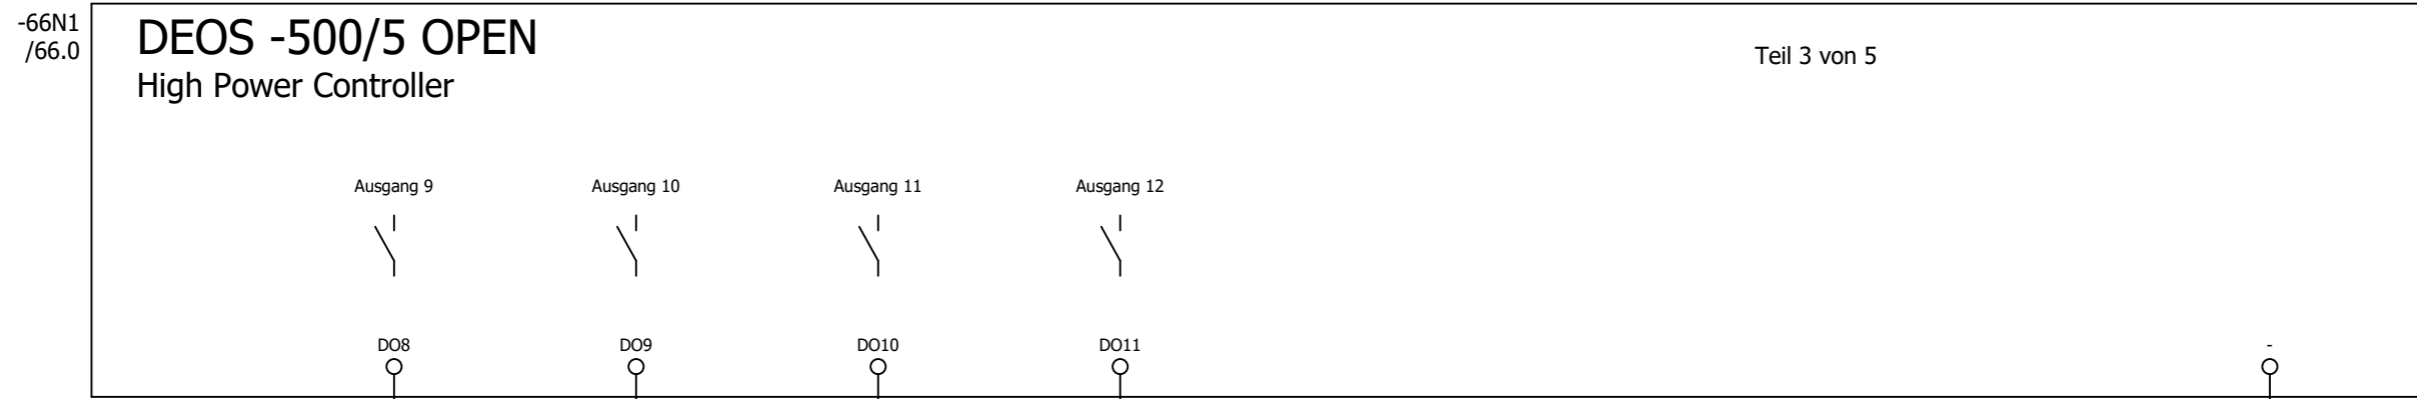 -66N1
/66.0
DEOS -500/5 OPEN
High Power Controller
Teil 3 von 5
Ausgang 9
Ausgang 10
Ausgang 11
Ausgang 12
DO8
DO9
DO10
DO11
-